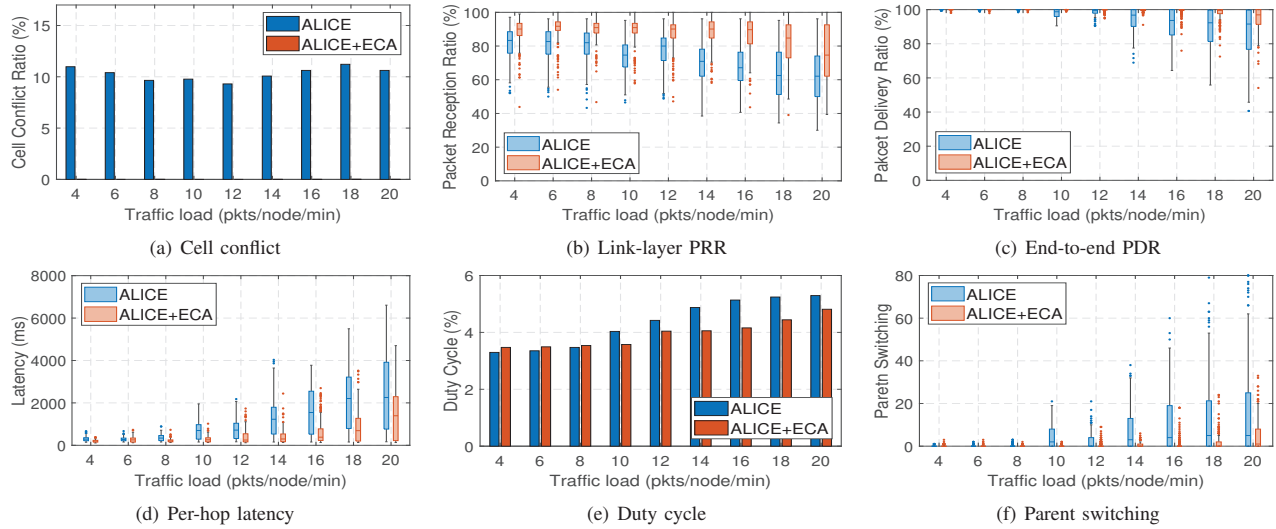 15
10
5
0
Cell Conflict Ratio (%)
ALICE
ALICE+ECA
4 6 8 10 12 14 16 18 20
Traffic load (pkts/node/min)
(a) Cell conflict
100
80
60
40
20
0
Packet Reception Ratio (%)
ALICE
ALICE+ECA
4 6 8 10 12 14 16 18 20
Traffic load (pkts/node/min)
(b) Link-layer PRR
100
80
60
40
20
0
Pakcet Delivery Ratio (%)
ALICE
ALICE+ECA
4 6 8 10 12 14 16 18 20
Traffic load (pkts/node/min)
(c) End-to-end PDR
8000
6000
4000
2000
0
Latency (ms)
ALICE
ALICE+ECA
4 6 8 10 12 14 16 18 20
Traffic load (pkts/node/min)
(d) Per-hop latency
6
4
2
0
Duty Cycle (%)
ALICE
ALICE+ECA
4 6 8 10 12 14 16 18 20
Traffic load (pkts/node/min)
(e) Duty cycle
80
60
40
20
0
Paretn Switching
ALICE
ALICE+ECA
4 6 8 10 12 14 16 18 20
Traffic load (pkts/node/min)
(f) Parent switching